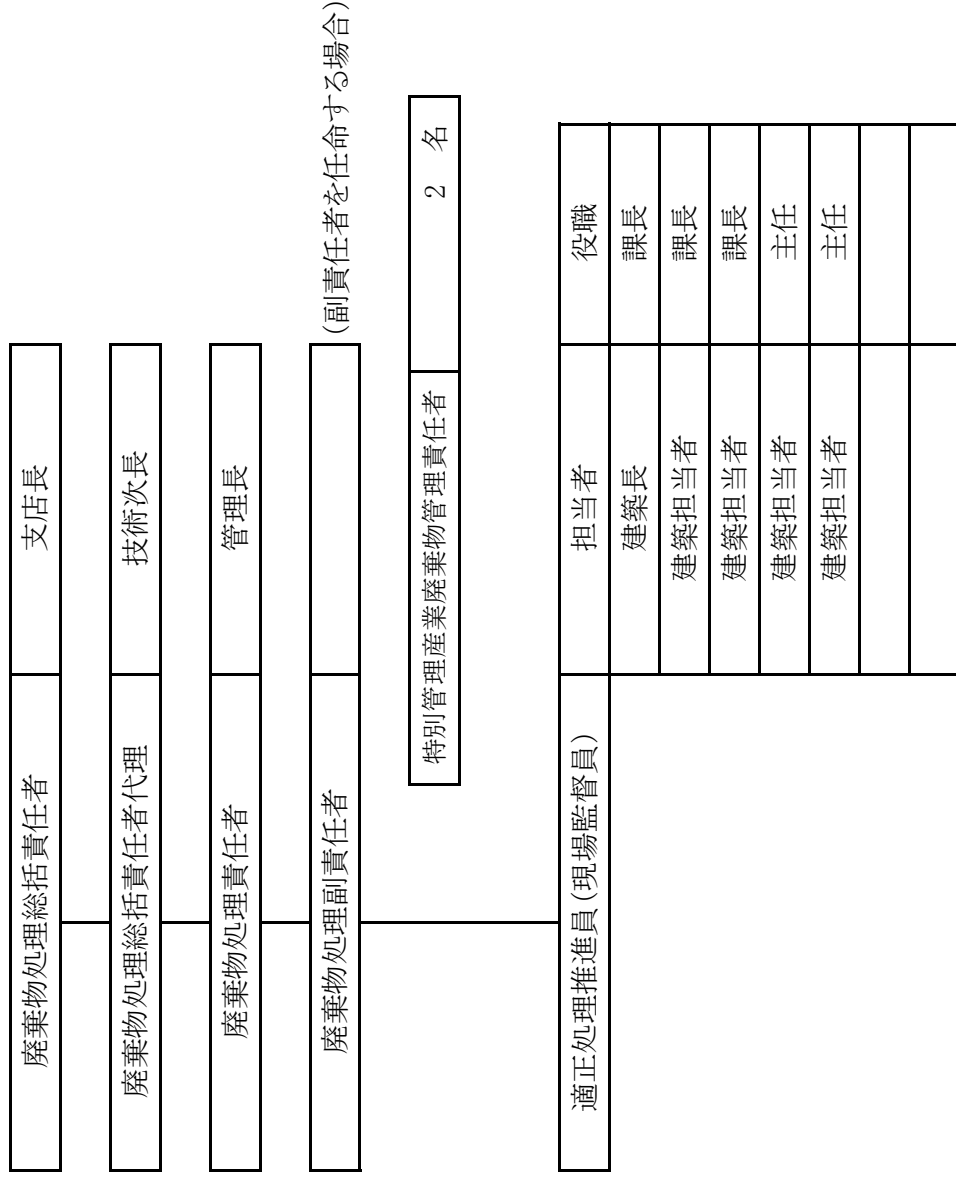 廃棄物処理総括責任者 支店長
廃棄物処理総括責任者代理 技術次長
廃棄物処理責任者 管理長
廃棄物処理副責任者 (副責任者を任命する場合)
特別管理産業廃棄物管理責任者 2 名
適正処理推進員(現場監督員) 担当者 役職
建築長 課長
建築担当者 課長
建築担当者 課長
建築担当者 主任
建築担当者 主任